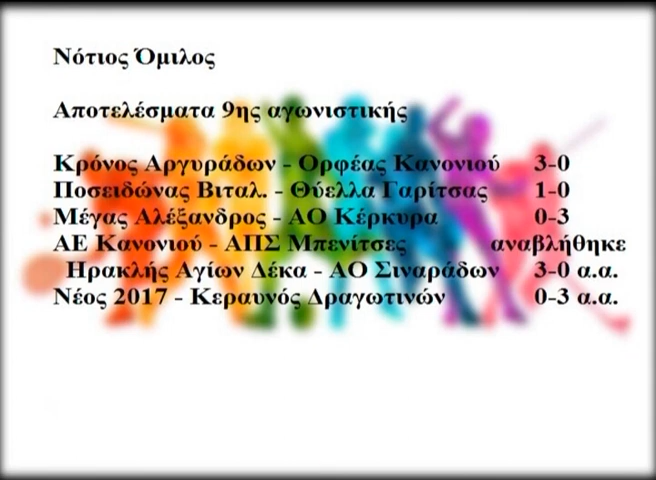 Νότιος Όμιλος
Αποτελέσματα 9ης αγωνιστικής
Κρόνος Αργυράδων - Ορφέας Κανονιού 3-0
Ποσειδώνας Βιταλ. - Θύελλα Γαρίτσας 1-0
Μέγας Αλέξανδρος - ΑΟ Κέρκυρα 0-3
ΑΕ Κανονιού - ΑΠΣ Μπενίτσες αναβλήθηκε
Ηρακλής Αγίων Δέκα - ΑΟ Σιναράδων 3-0 α.α.
Νέος 2017 - Κεραυνός Δραγωτινών 0-3 α.α.